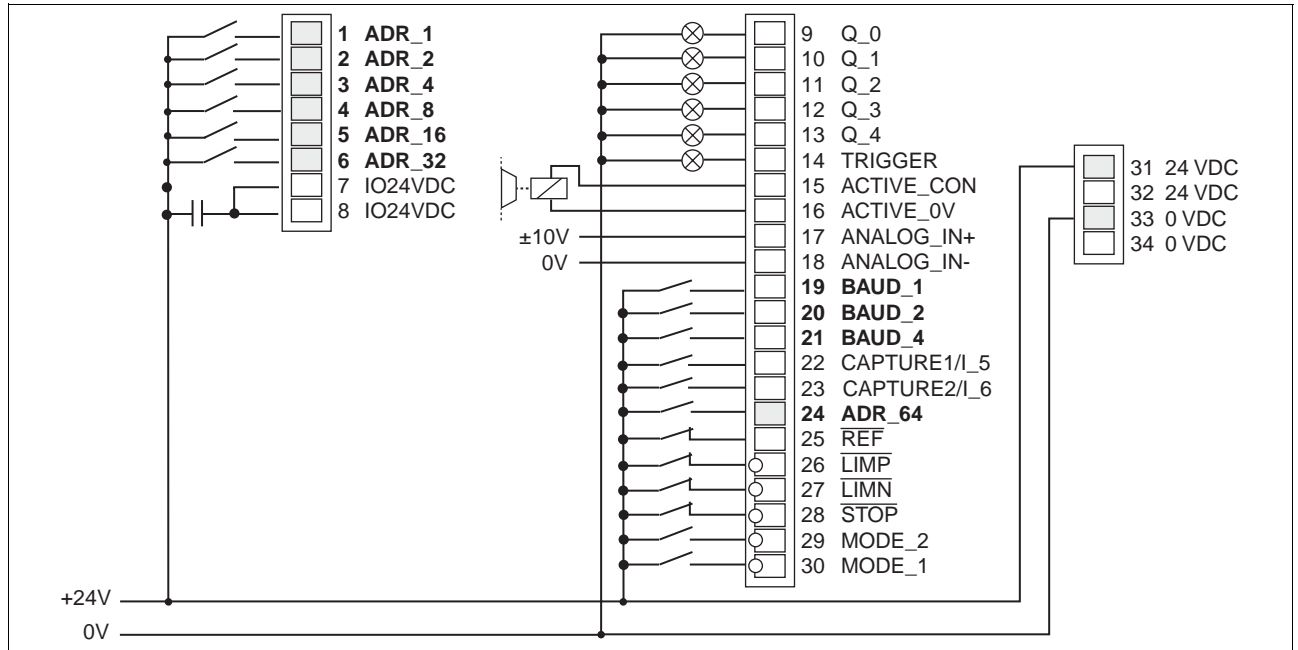 1 ADR_1
2 ADR_2
3 ADR_4
4 ADR_8
5 ADR_16
6 ADR_32
7 IO24VDC
8 IO24VDC
9 Q_0
10 Q_1
11 Q_2
12 Q_3
13 Q_4
14 TRIGGER
15 ACTIVE_CON
16 ACTIVE_0V
±10V 17 ANALOG_IN+
0V 18 ANALOG_IN-
19 BAUD_1
20 BAUD_2
21 BAUD_4
22 CAPTURE1/I_5
23 CAPTURE2/I_6
24 ADR_64
25 REF
26 LIMP
27 LIMN
28 STOP
29 MODE_2
30 MODE_1
31 24 VDC
32 24 VDC
33 0 VDC
34 0 VDC
+24V
0V